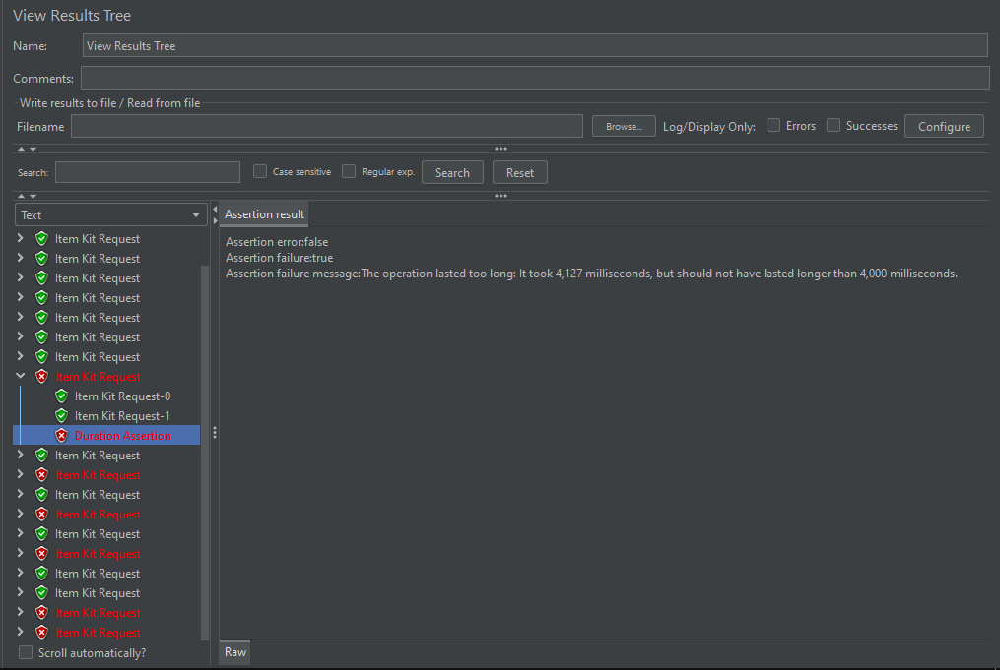 View Results Tree
Name: View Results Tree
Comments:
Write results to file / Read from file
Filename Browse... Log/Display Only: Errors Successes Configure
Search: Case sensitive Regular exp. Search Reset
Text
Item Kit Request
Item Kit Request
Item Kit Request
Item Kit Request
Item Kit Request
Item Kit Request
Item Kit Request
Item Kit Request
Item Kit Request-0
Item Kit Request-1
Duration Assertion
Item Kit Request
Item Kit Request
Item Kit Request
Item Kit Request
Item Kit Request
Item Kit Request
Item Kit Request
Item Kit Request
Item Kit Request
Item Kit Request
Scroll automatically?
Assertion result
Assertion error:false
Assertion failure:true
Assertion failure message:The operation lasted too long: It took 4,127 milliseconds, but should not have lasted longer than 4,000 milliseconds.
Raw